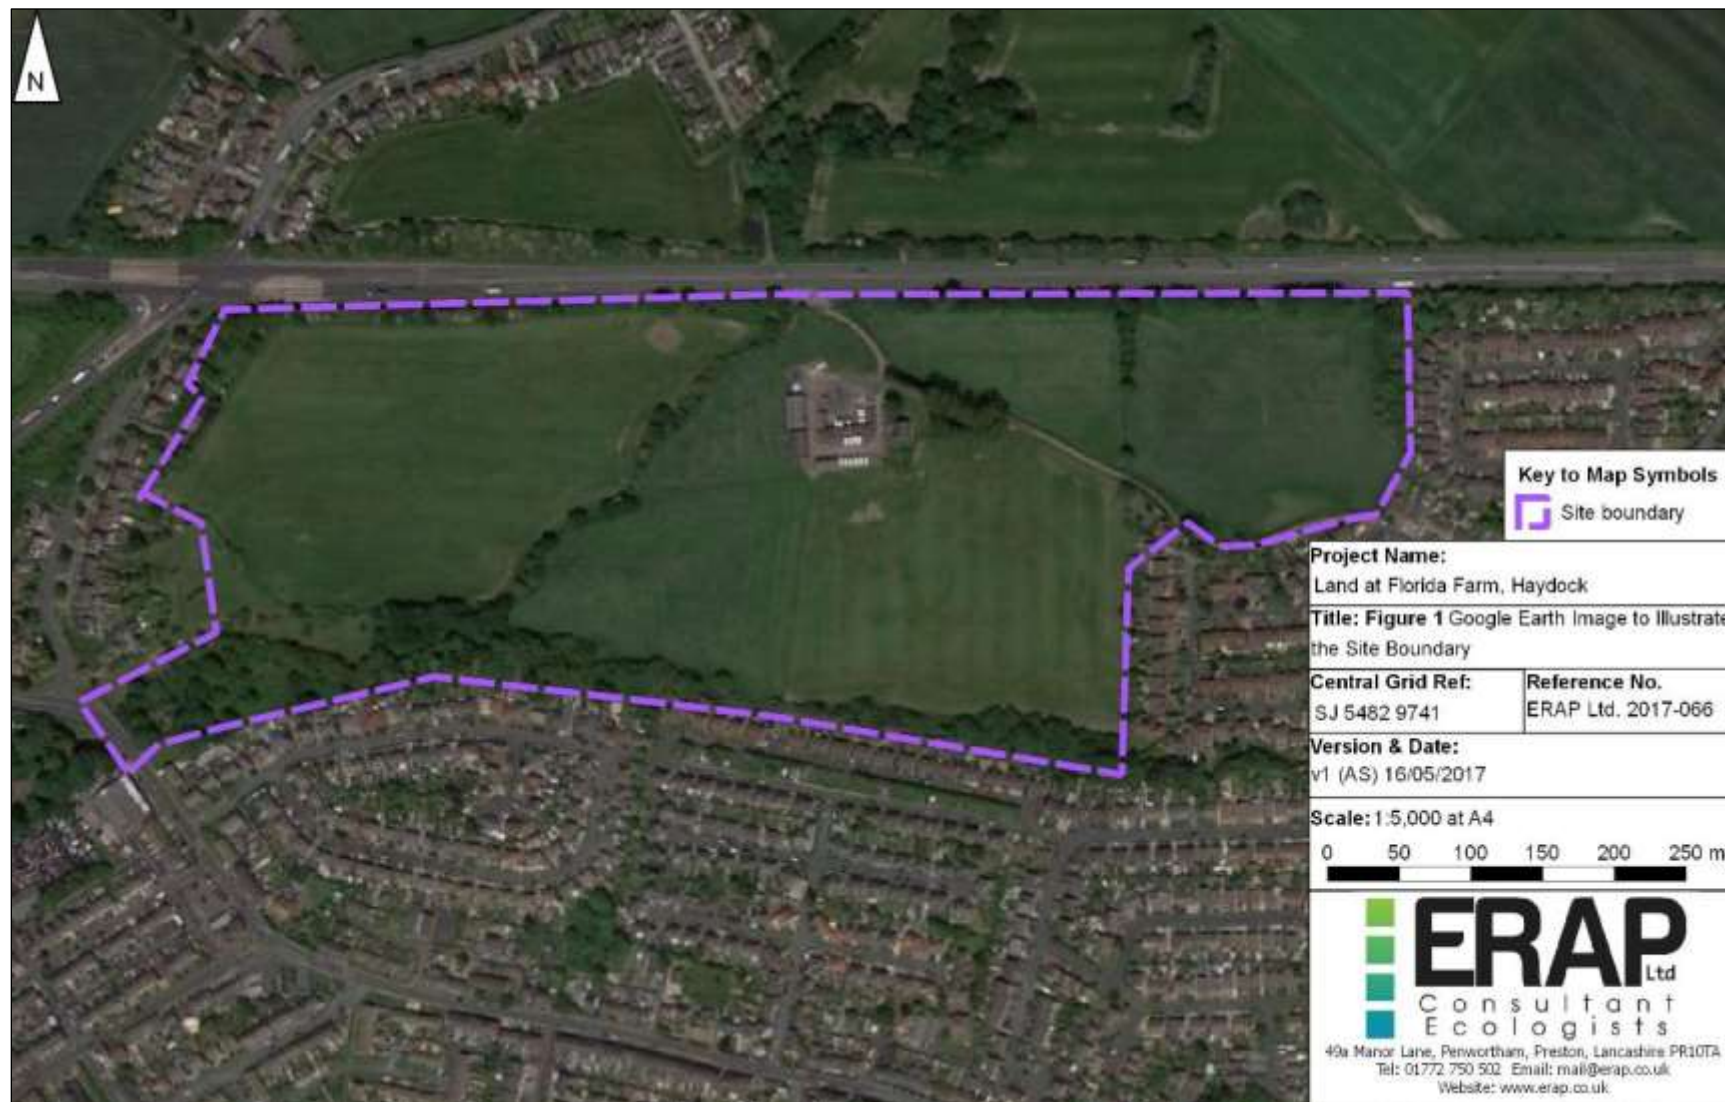 N
Key to Map Symbols
Site boundary
Project Name:
Land at Florida Farm, Haydock
Title: Figure 1 Google Earth Image to Illustrate
the Site Boundary
Central Grid Ref:
SJ 5482 9741
Reference No.
ERAP Ltd. 2017-066
Version & Date:
v1 (AS) 16/05/2017
Scale: 1:5,000 at A4
0 50 100 150 200 250 m
ERAP Ltd
Consultant
Ecologists
49a Manor Lane, Penwortham, Preston, Lancashire PR10TA
Tel: 01772 750 502 Email: mail@erap.co.uk
Website: www.erap.co.uk